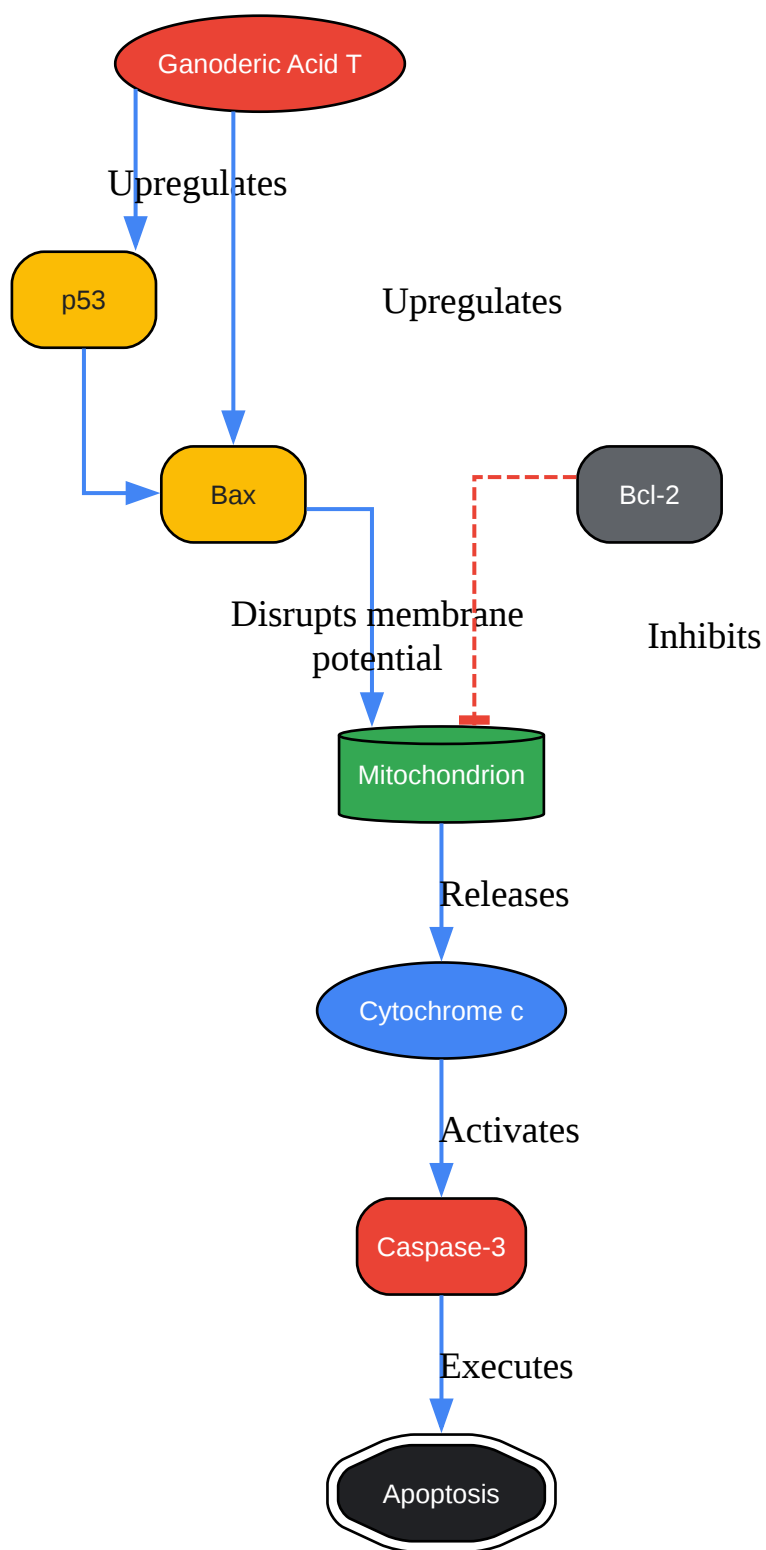 Ganoderic Acid T
Upregulates
p53
Upregulates
Bax
Bcl-2
Disrupts membrane
potential
Inhibits
Mitochondrion
Releases
Cytochrome c
Activates
Caspase-3
Executes
Apoptosis